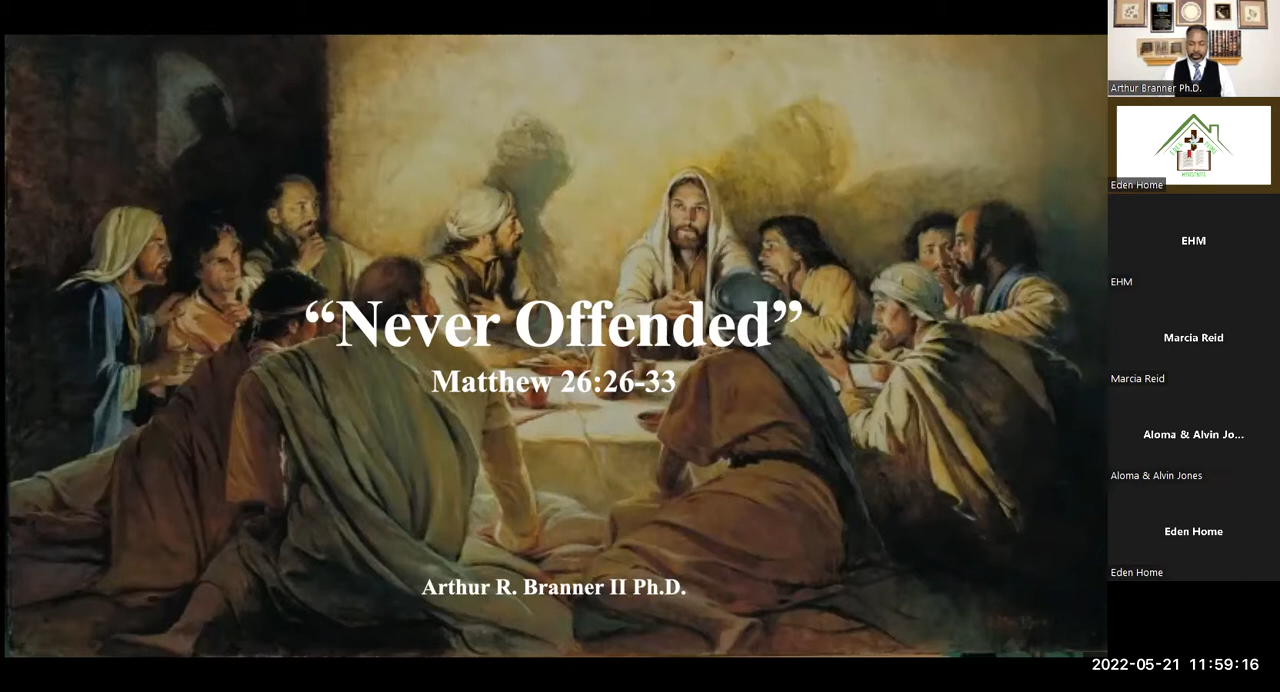 “Never Offended”
Matthew 26:26-33
Arthur R. Branner II Ph.D.
Arthur Branner Ph.D.
Eden Home
EHM
EHM
Marcia Reid
Marcia Reid
Aloma & Alvin Jo...
Aloma & Alvin Jones
Eden Home
Eden Home
2022-05-21 11:59:16